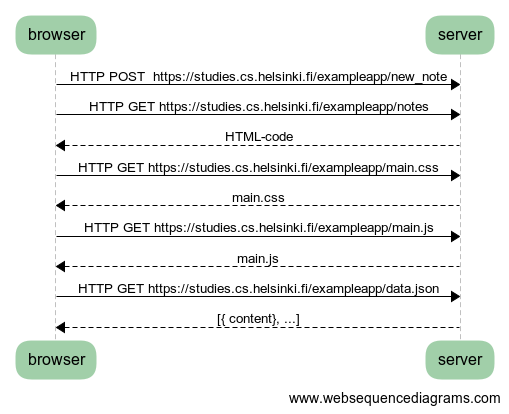 browser server
HTTP POST  https://studies.cs.helsinki.fi/exampleapp/new_note
HTTP GET https://studies.cs.helsinki.fi/exampleapp/notes
HTML-code
HTTP GET https://studies.cs.helsinki.fi/exampleapp/main.css
main.css
HTTP GET https://studies.cs.helsinki.fi/exampleapp/main.js
main.js
HTTP GET https://studies.cs.helsinki.fi/exampleapp/data.json
[{ content}, ...]
browser server
www.websequencediagrams.com